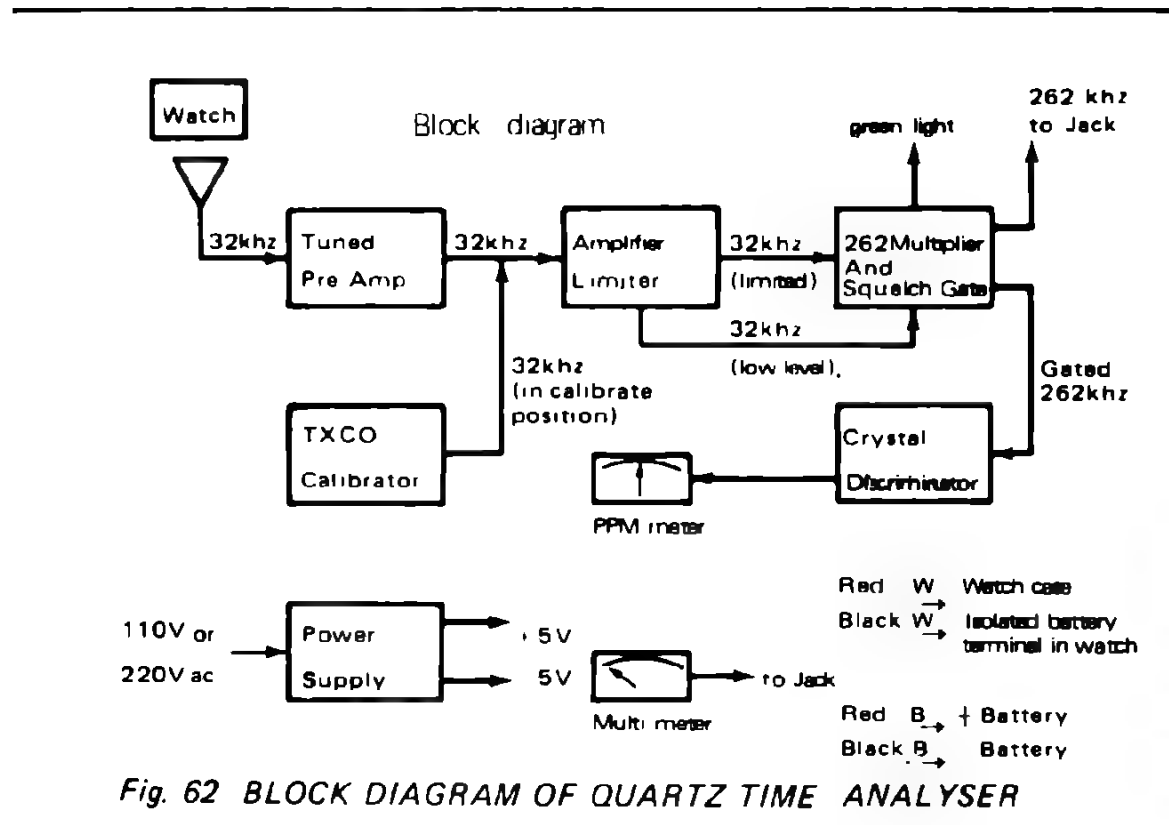 Watch
Block diagram
green light
262 khz
to Jack
32khz
Tuned
Pre Amp
32khz
Amplifier
Limiter
32khz
(limited)
262 Multiplier
And
Squelch Gate
32khz
(low level).
32khz
(in calibrate
position)
Gated
262khz
TXCO
Calibrator
Crystal
Discriminator
PPM meter
110V or
220V ac
Power
Supply
+ 5V
5V
Multi meter
to Jack
Red W → Watch case
Black W → Isolated battery
terminal in watch
Red B → + Battery
Black B → Battery
Fig. 62 BLOCK DIAGRAM OF QUARTZ TIME ANALYSER